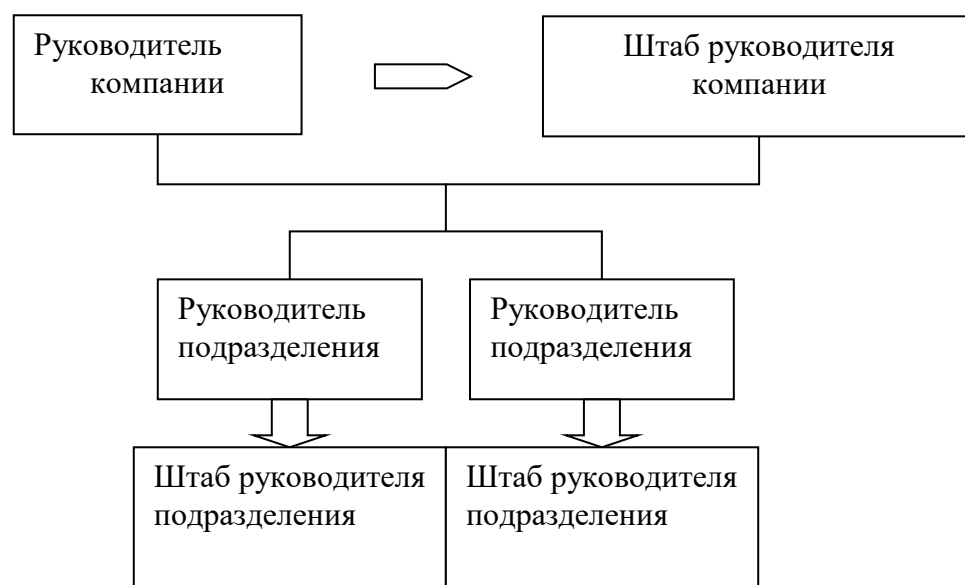 Руководитель
компании
Штаб руководителя
компании
Руководитель
подразделения
Руководитель
подразделения
Штаб руководителя
подразделения
Штаб руководителя
подразделения